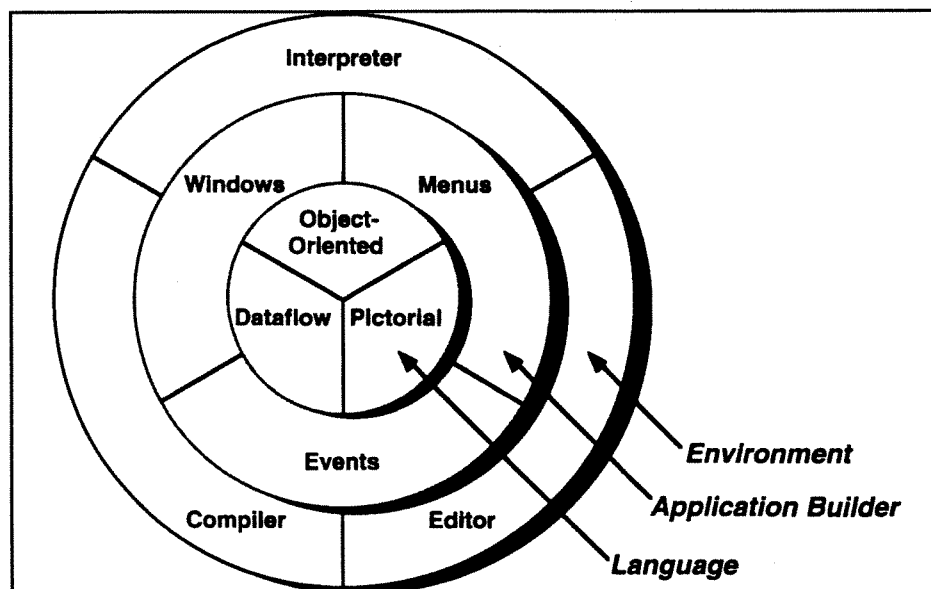 Interpreter
Windows
Menus
Object-
Oriented
Dataflow
Pictorial
Events
Compiler
Editor
Environment
Application Builder
Language